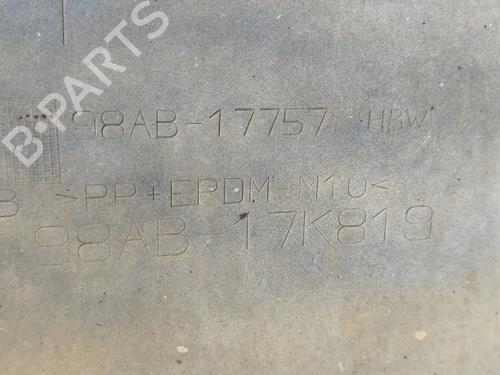 B-PARTS
98AB-17757 HBW
B >PP+EPDM-M10<
98AB-17K819